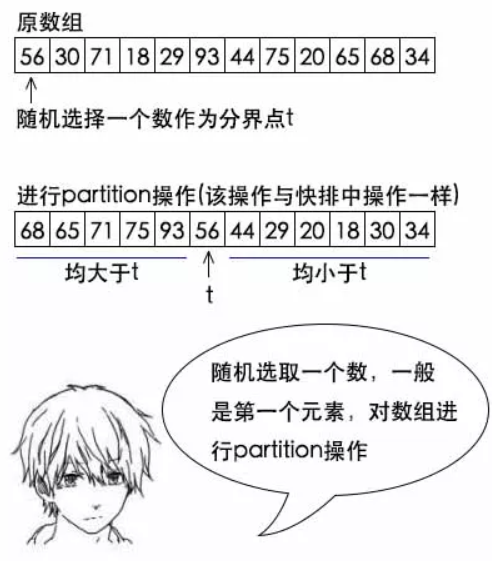 原数组
56 30 71 18 29 93 44 75 20 65 68 34
随机选择一个数作为分界点t
进行partition操作(该操作与快排中操作一样)
68 65 71 75 93 56 44 29 20 18 30 34
均大于t 均小于t
t
随机选取一个数，一般
是第一个元素，对数组进
行partition操作